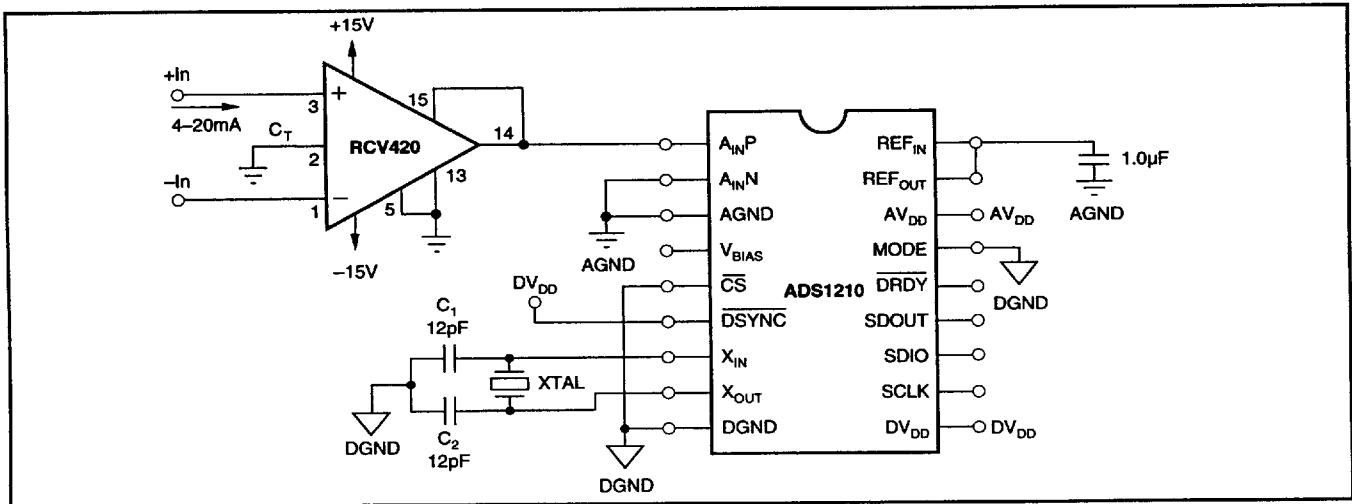 +15V
+In
3
+
15
4–20mA
C_T
2
RCV420
14
13
–In
1
–
5
–15V
A_INP
A_INN
AGND
V_BIAS
CS
DSYNC
X_IN
X_OUT
DGND
ADS1210
REF_IN
REF_OUT
AV_DD
MODE
DRDY
SDOUT
SDIO
SCLK
DV_DD
1.0µF
AGND
AV_DD
DGND
DV_DD
AGND
DV_DD
C_1
12pF
XTAL
DGND
C_2
12pF
DGND